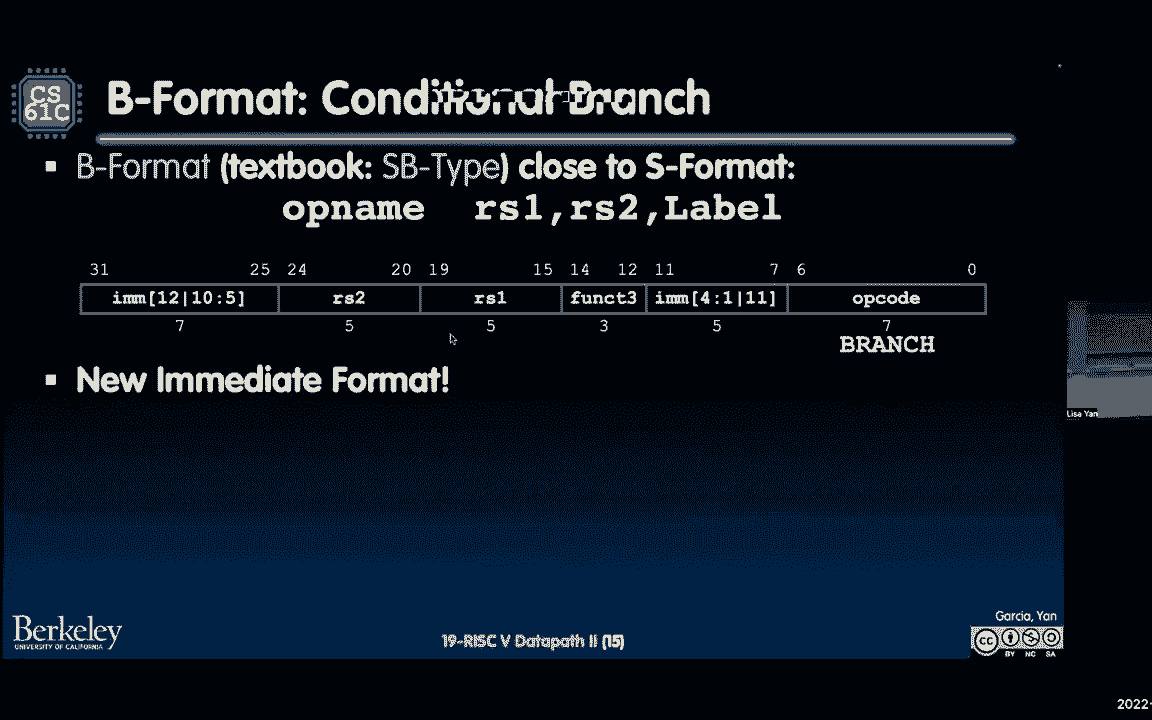 CS
61C
B-Format: Conditional Branch
▪ B-Format (textbook: SB-Type) close to S-Format:
opname rs1,rs2,Label
31 25 24 20 19 15 14 12 11 7 6 0
imm[12|10:5] rs2 rs1 funct3 imm[4:1|11] opcode
7 5 5 3 5 7
BRANCH
▪ New Immediate Format!
Lisa Yan
Berkeley
UNIVERSITY OF CALIFORNIA
19-RISC V Datapath II (15)
Garcia, Yan
cc
BY NC SA
2022-